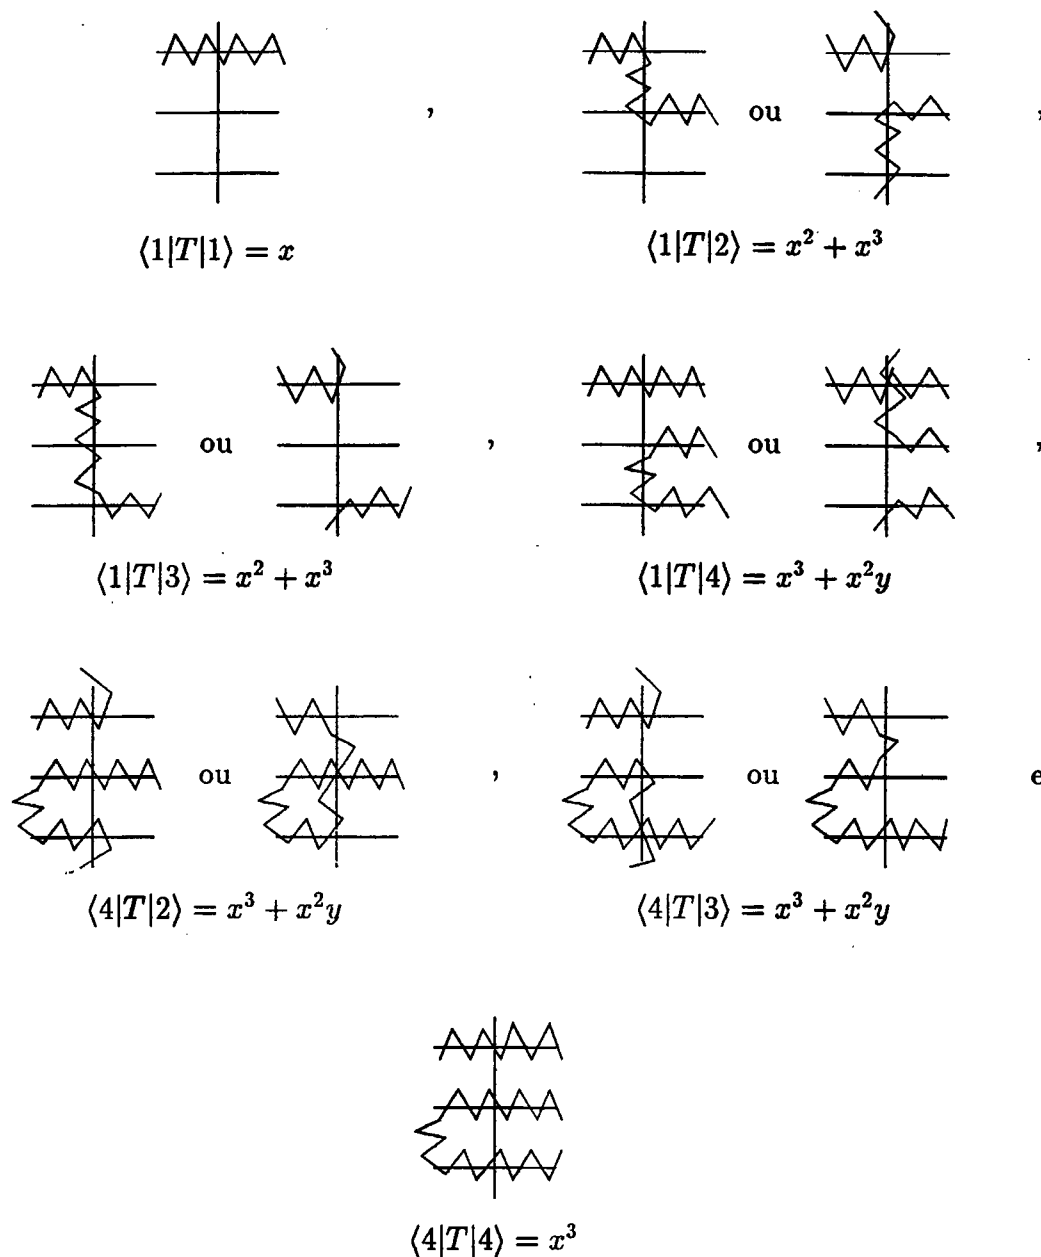 , ou ,
⟨1|T|1⟩ = x ⟨1|T|2⟩ = x² + x³
ou , ou ,
⟨1|T|3⟩ = x² + x³ ⟨1|T|4⟩ = x³ + x²y
ou , ou e
⟨4|T|2⟩ = x³ + x²y ⟨4|T|3⟩ = x³ + x²y
⟨4|T|4⟩ = x³